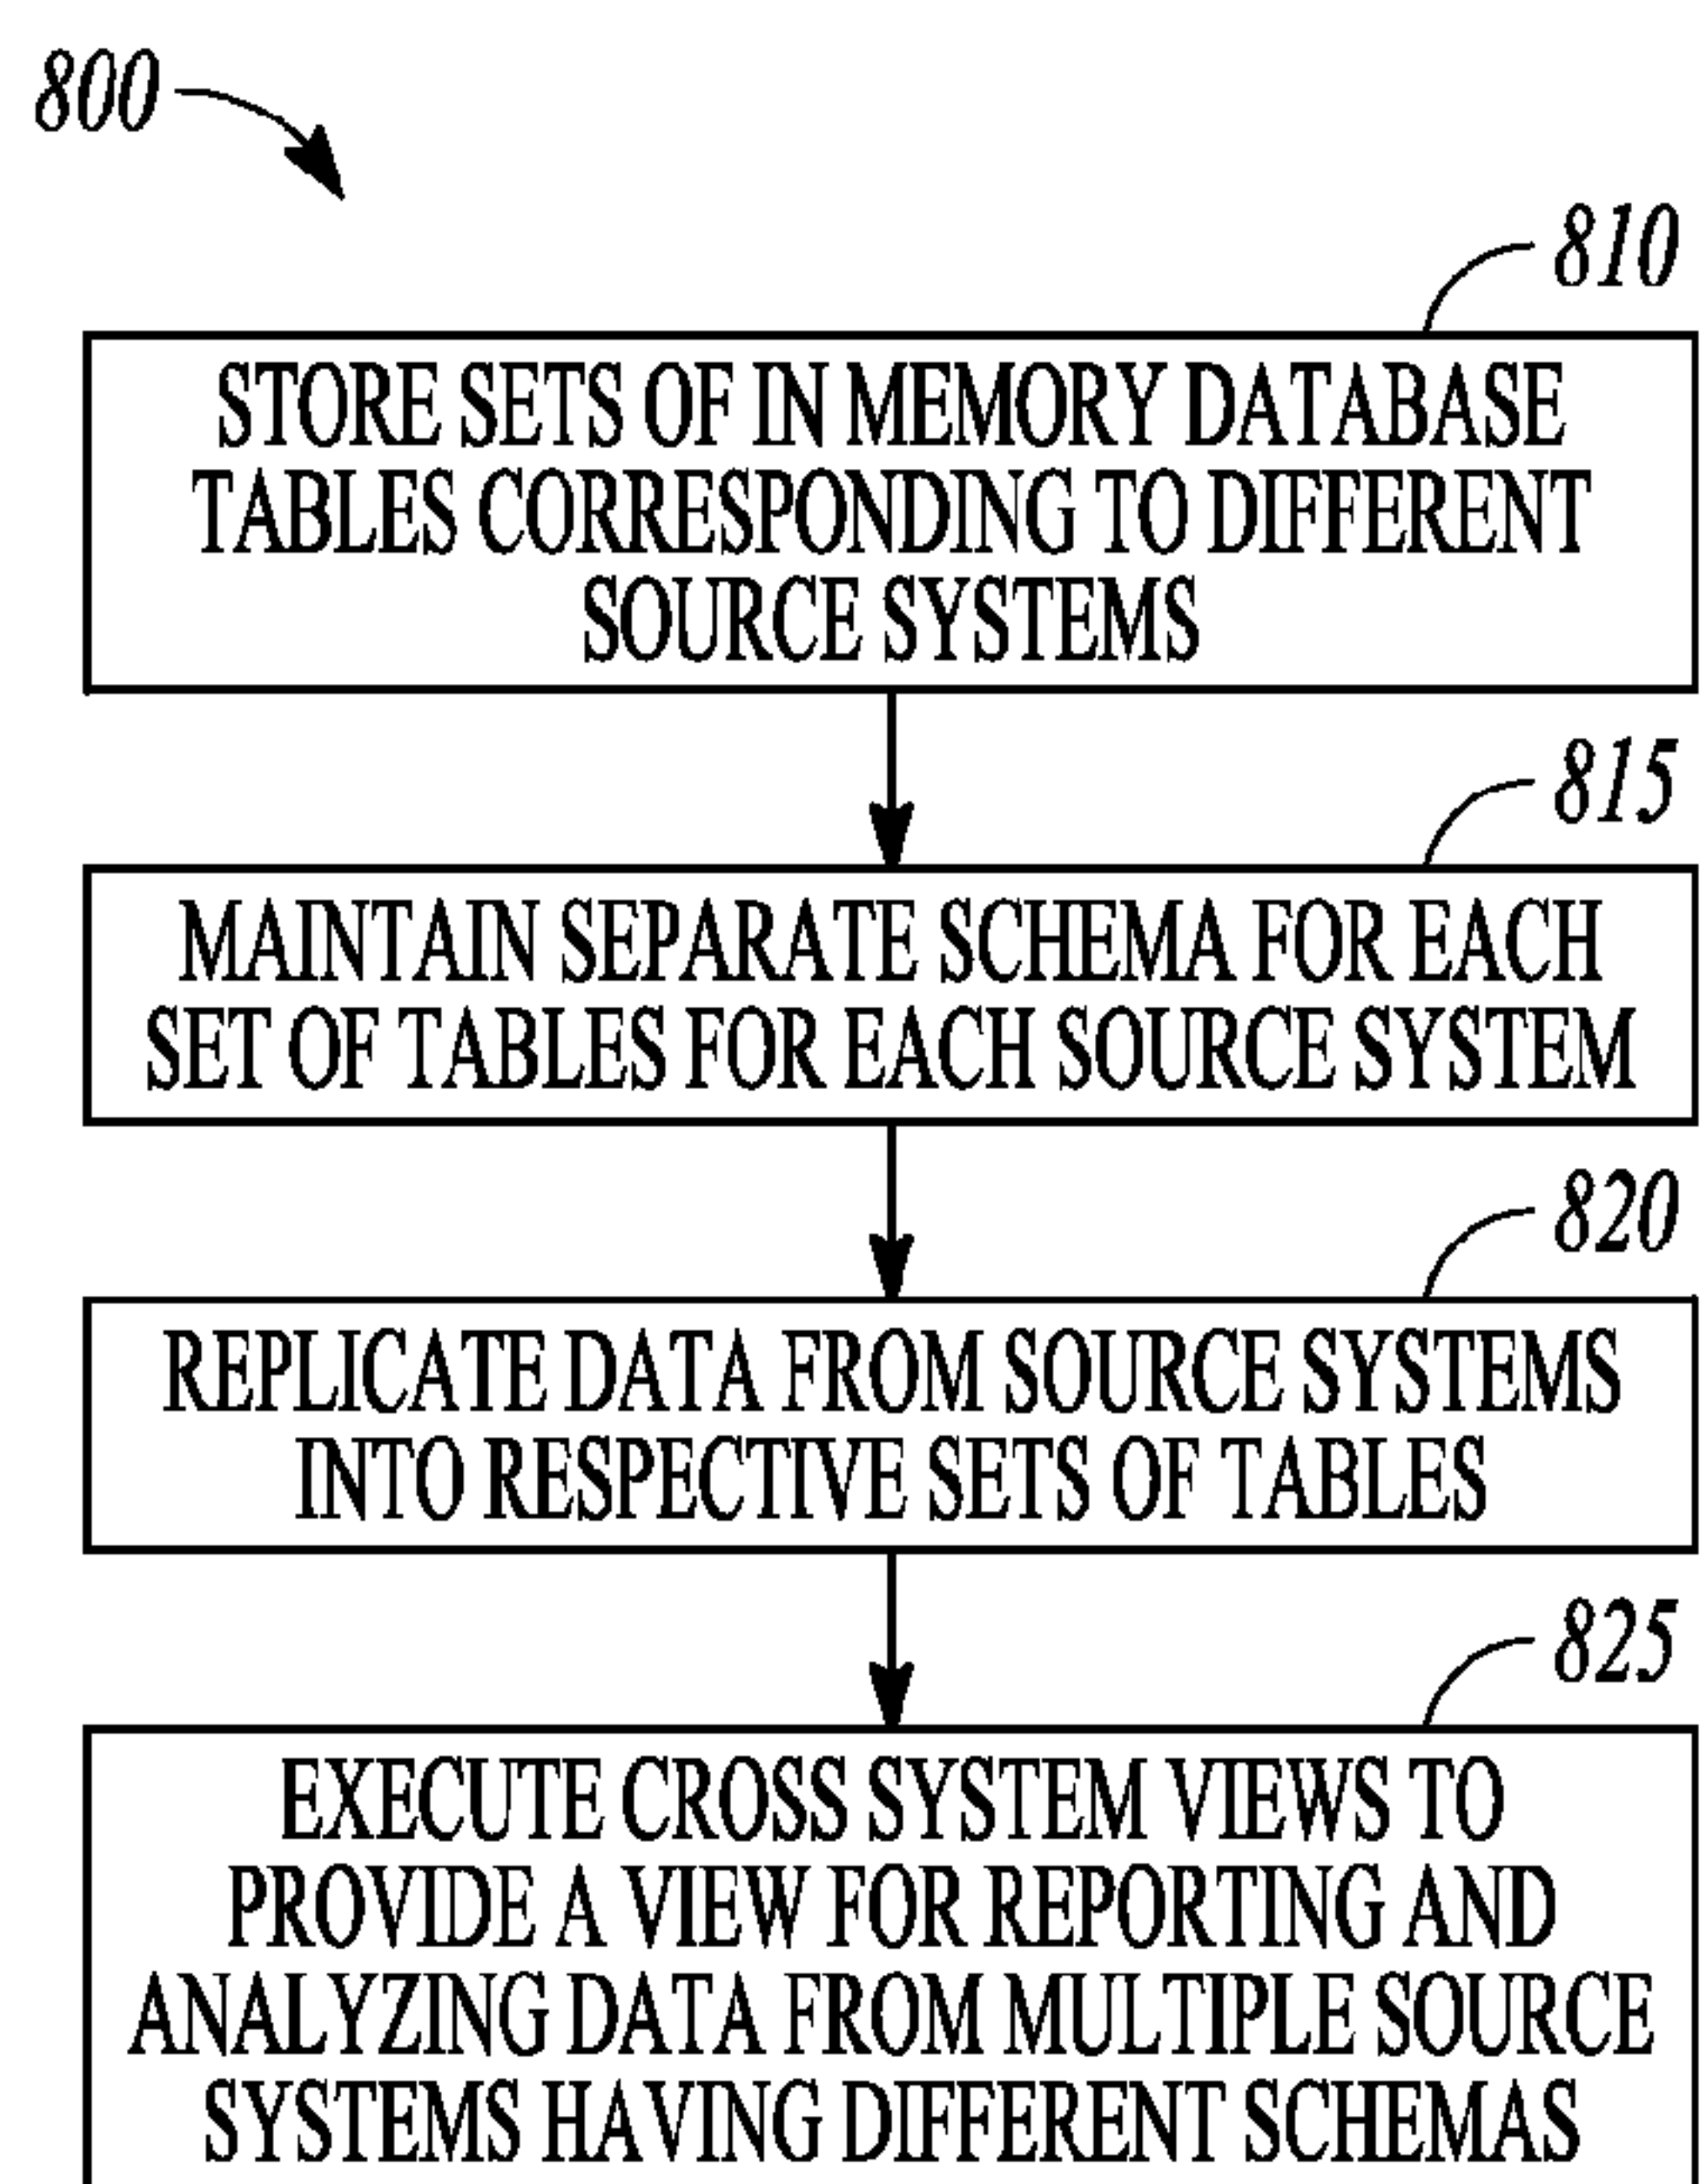 800
810
STORE SETS OF IN MEMORY DATABASE
TABLES CORRESPONDING TO DIFFERENT
SOURCE SYSTEMS
815
MAINTAIN SEPARATE SCHEMA FOR EACH
SET OF TABLES FOR EACH SOURCE SYSTEM
820
REPLICATE DATA FROM SOURCE SYSTEMS
INTO RESPECTIVE SETS OF TABLES
825
EXECUTE CROSS SYSTEM VIEWS TO
PROVIDE A VIEW FOR REPORTING AND
ANALYZING DATA FROM MULTIPLE SOURCE
SYSTEMS HAVING DIFFERENT SCHEMAS